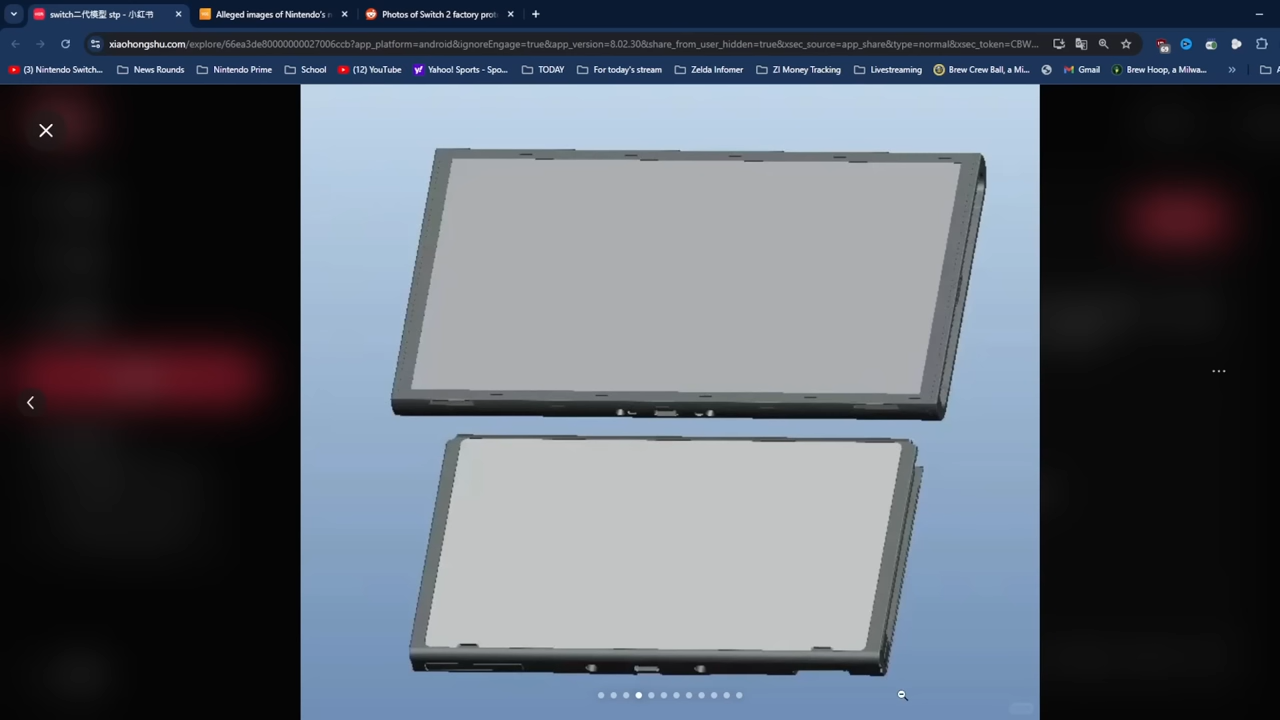 switch二代模型 stp - 小红书
Alleged images of Nintendo's n
Photos of Switch 2 factory prot
xiaohongshu.com/explore/66ea3de80000000027006ccb?app_platform=android&ignoreEngage=true&app_version=8.02.30&share_from_user_hidden=true&xsec_source=app_share&type=normal&xsec_token=CBW...
69
(3) Nintendo Switch...
News Rounds
Nintendo Prime
School
(12) YouTube
Yahoo! Sports - Spo...
TODAY
For today's stream
Zelda Infomer
ZI Money Tracking
Livestreaming
Brew Crew Ball, a Mi...
Gmail
Brew Hoop, a Milwa...